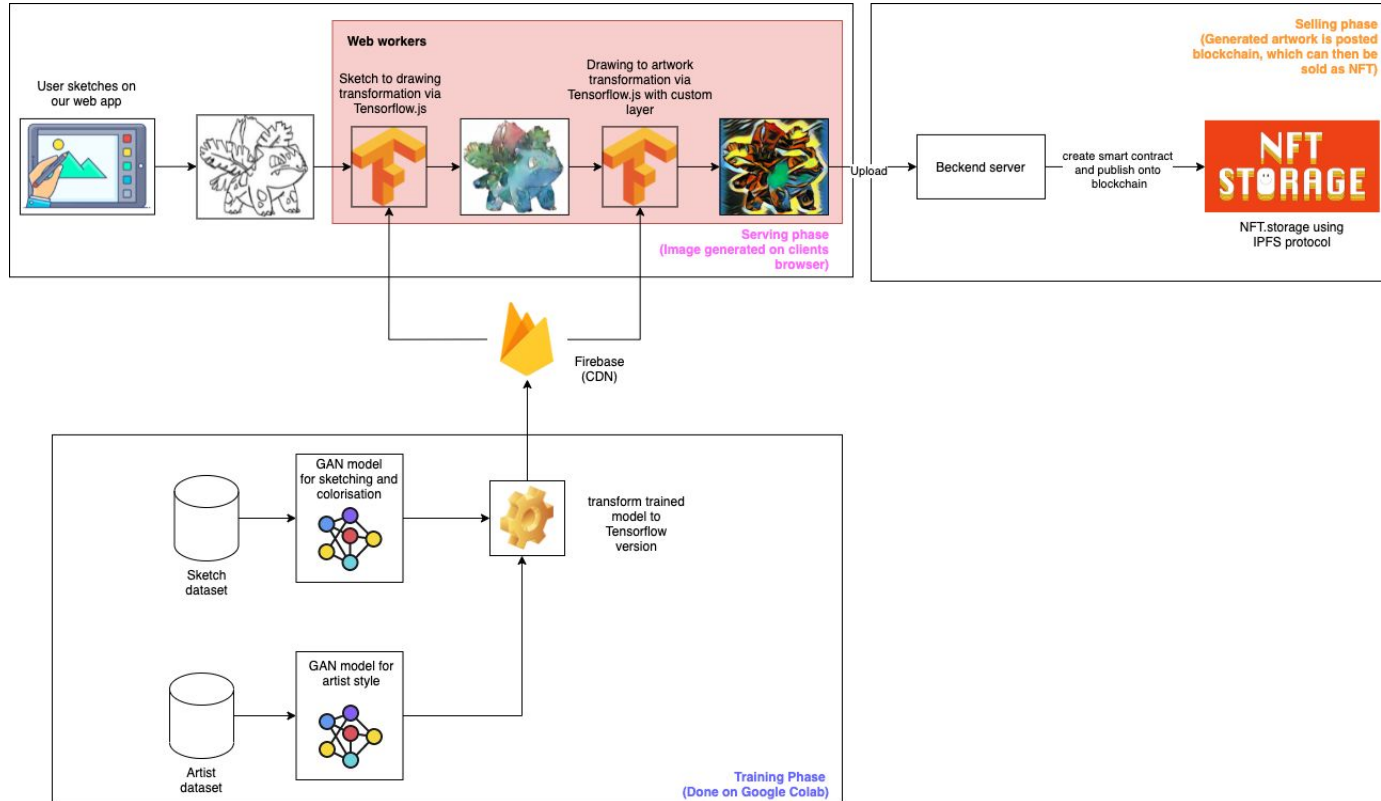 User sketches on
our web app
Web workers
Sketch to drawing
transformation via
Tensorflow.js
Drawing to artwork
transformation via
Tensorflow.js with custom
layer
Serving phase
(Image generated on clients
browser)
Upload
Selling phase
(Generated artwork is posted
blockchain, which can then be
sold as NFT)
Beckend server
create smart contract
and publish onto
blockchain
NFT
STORAGE
NFT.storage using
IPFS protocol
Firebase
(CDN)
Sketch
dataset
GAN model
for sketching and
colorisation
transform trained
model to
Tensorflow
version
Artist
dataset
GAN model for
artist style
Training Phase
(Done on Google Colab)